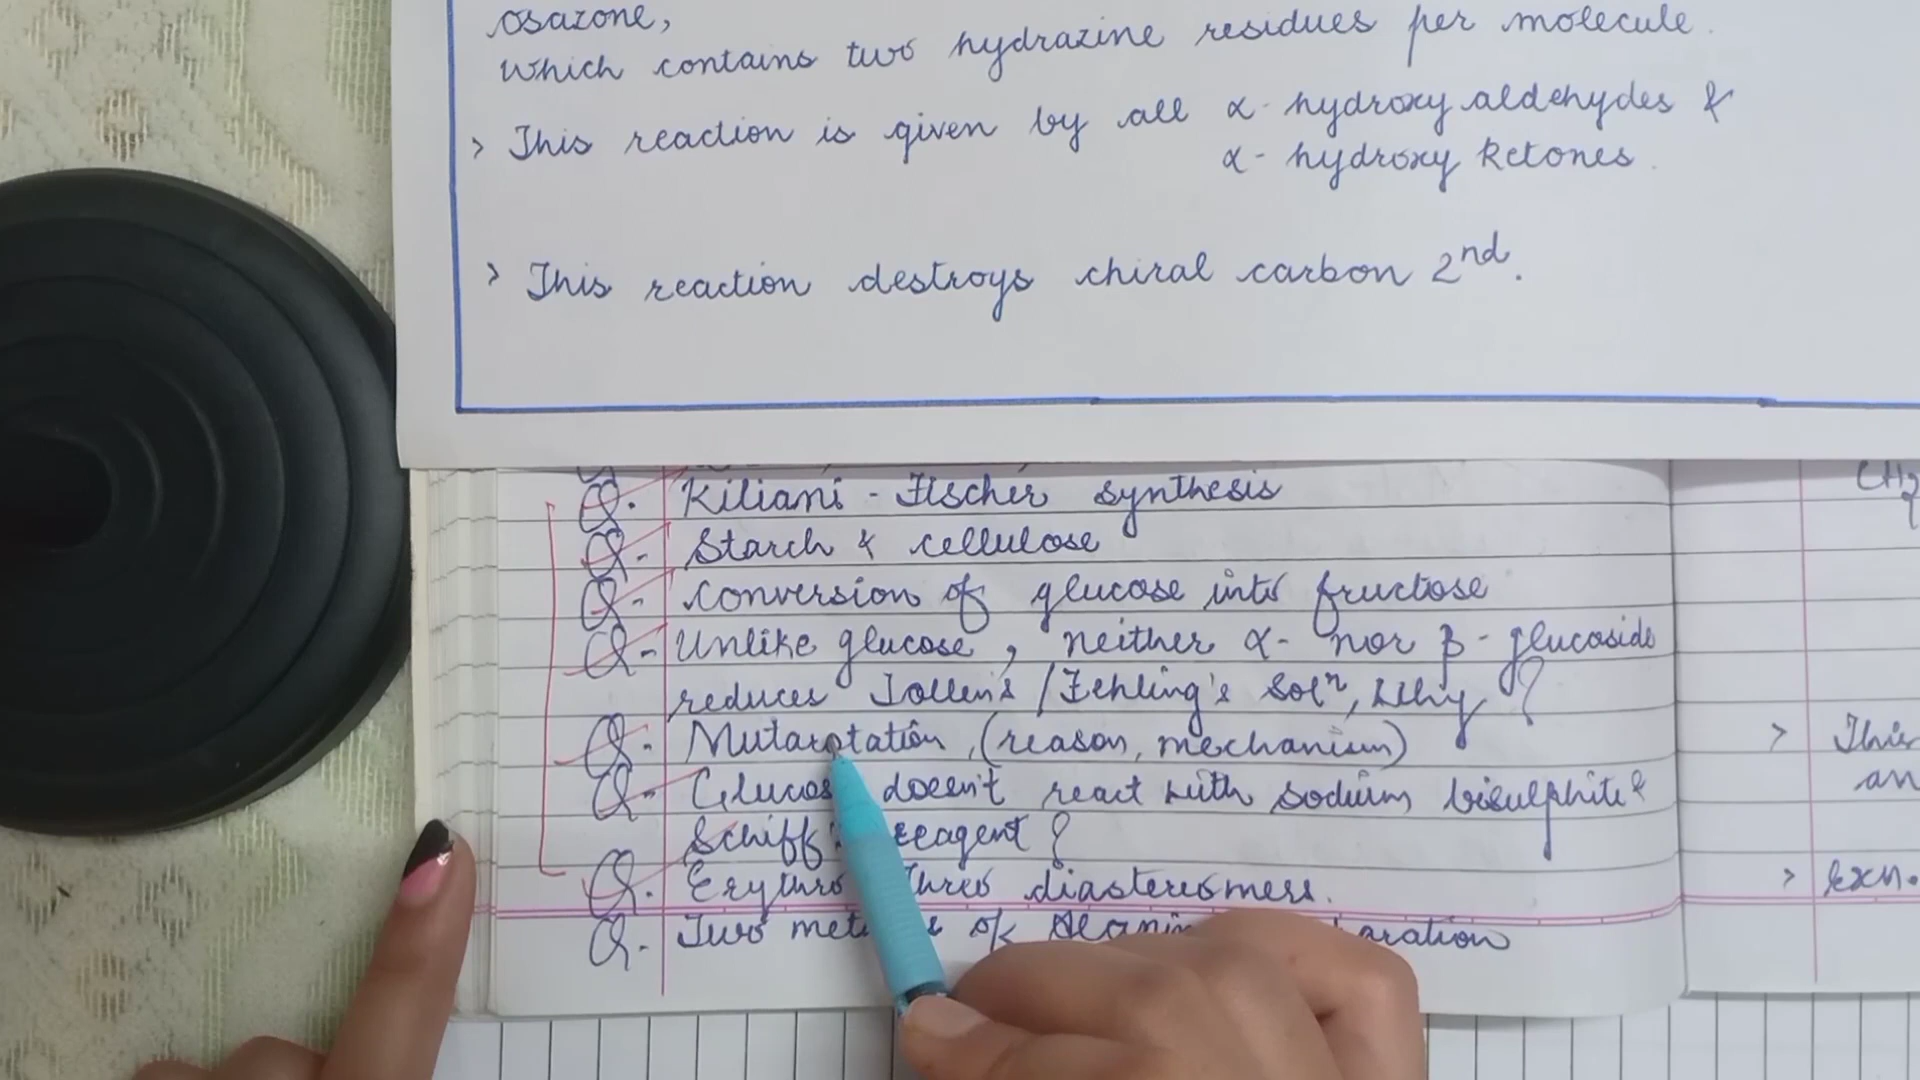 osazone,
which contains two hydrazine residues per molecule.
> This reaction is given by all α-hydroxy aldehydes &
α-hydroxy ketones.
> This reaction destroys chiral carbon 2nd.
Q. Kiliani-Fischer synthesis
Q- Starch & cellulose
Q- Conversion of glucose into fructose
Q- Unlike glucose, neither α- nor β-glucoside
reduces Tollen's/Fehling's Solⁿ, Why?
Q. Mutarotation, (reason, mechanism)
Q- Glucose doesn't react with sodium bisulphite &
Schiff's reagent?
Q. Erythro Threo diastereomers.
Q. Two of
CH2
> This
an
> Rxn.